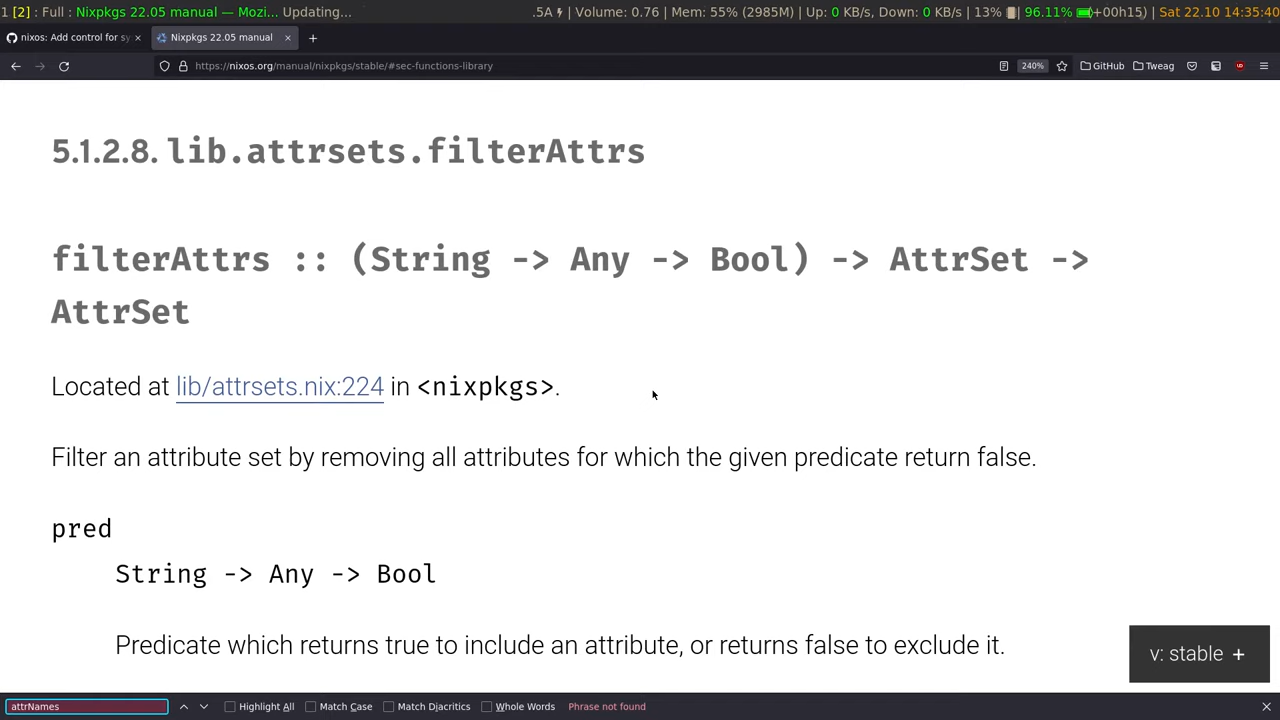 1 [2] : Full : Nixpkgs 22.05 manual — Mozi... Updating... .5A | Volume: 0.76 | Mem: 55% (2985M) | Up: 0 KB/s, Down: 0 KB/s | 13% | 96.11% +00h15 | Sat 22.10 14:35:40
nixos: Add control for sy × Nixpkgs 22.05 manual × +
https://nixos.org/manual/nixpkgs/stable/#sec-functions-library 240% GitHub Tweag
5.1.2.8. lib.attrsets.filterAttrs
filterAttrs :: (String -> Any -> Bool) -> AttrSet ->
AttrSet
Located at lib/attrsets.nix:224 in <nixpkgs>.
Filter an attribute set by removing all attributes for which the given predicate return false.
pred
String -> Any -> Bool
Predicate which returns true to include an attribute, or returns false to exclude it.
v: stable +
attrNames Highlight All Match Case Match Diacritics Whole Words Phrase not found